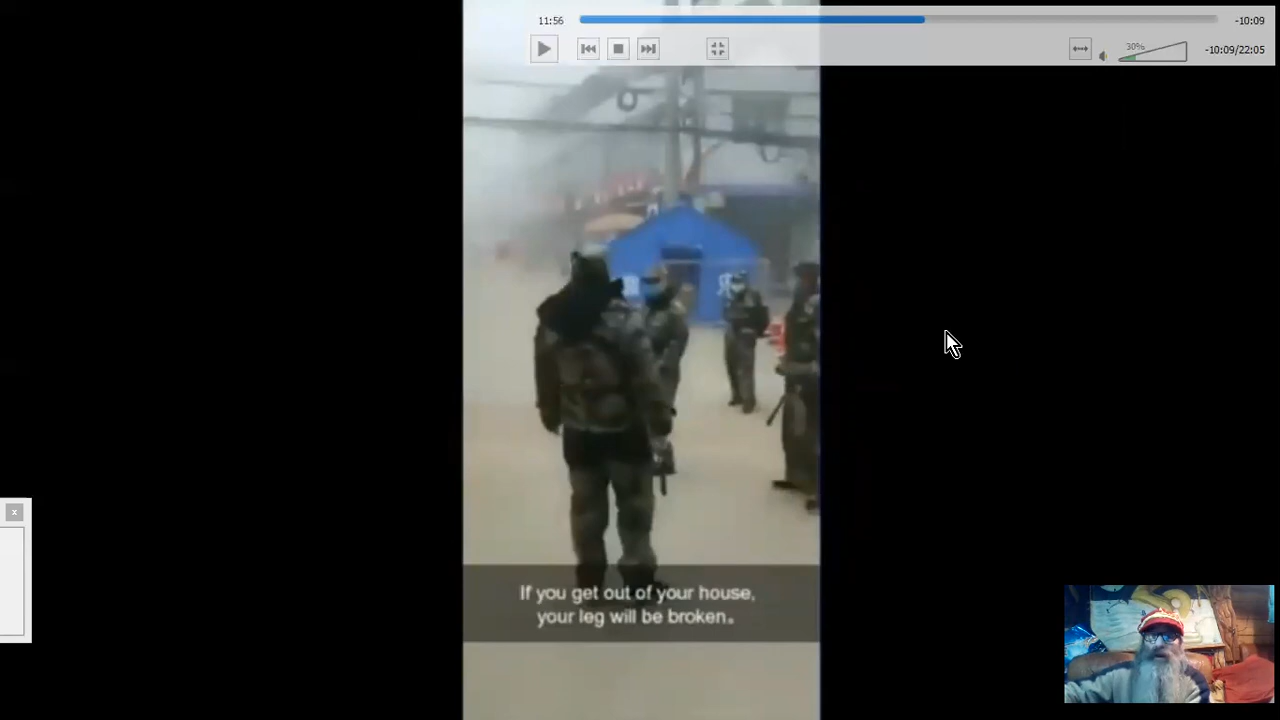 11:56
-10:09
30%
-10:09/22:05
If you get out of your house,
your leg will be broken。